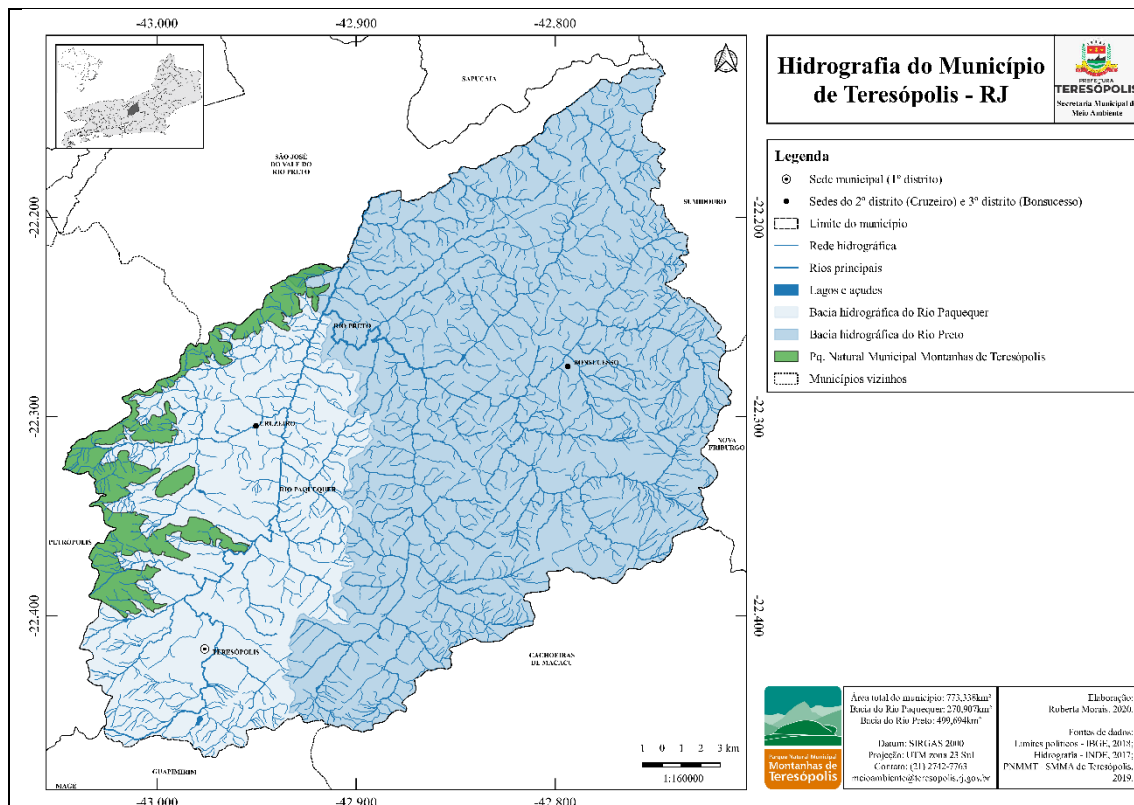 -43.000
-42.900
-42.800
SAPUCAIA
SÃO JOSÉ
DO VALE DO
RIO PRETO
SUMIDOURO
-22.200
-22.200
RIO PRETO
BONSUCESSO
-22.300
-22.300
CRUZEIRO
NOVA
FRIBURGO
RIO PAQUEQUER
PETROPOLIS
-22.400
-22.400
TERESÓPOLIS
CACHOEIRAS
DE MACACU
GUAPIMIRIM
MAGE
1 0 1 2 3 km
1:160000
-43.000
-42.900
-42.800
Hidrografia do Município
de Teresópolis - RJ
PREFEITURA
TERESÓPOLIS
Secretaria Municipal de
Meio Ambiente
Legenda
Sede municipal (1º distrito)
Sedes do 2º distrito (Cruzeiro) e 3º distrito (Bonsucesso)
Limite do município
Rede hidrográfica
Rios principais
Lagos e açudes
Bacia hidrográfica do Rio Paquequer
Bacia hidrográfica do Rio Preto
Pq. Natural Municipal Montanhas de Teresópolis
Municípios vizinhos
Parque Natural Municipal
Montanhas de
Teresópolis
Área total do município: 773,338km²
Bacia do Rio Paquequer: 270,907km²
Bacia do Rio Preto: 499,694km²
Datum: SIRGAS 2000
Projeção: UTM zona 23 Sul
Contato: (21) 2742-7763
meioambiente@teresopolis.rj.gov.br
Elaboração:
Roberta Morais, 2020.
Fontes de dados:
Limites políticos - IBGE, 2018;
Hidrografia - INDE, 2017;
PNMMT - SMMA de Teresópolis,
2019.